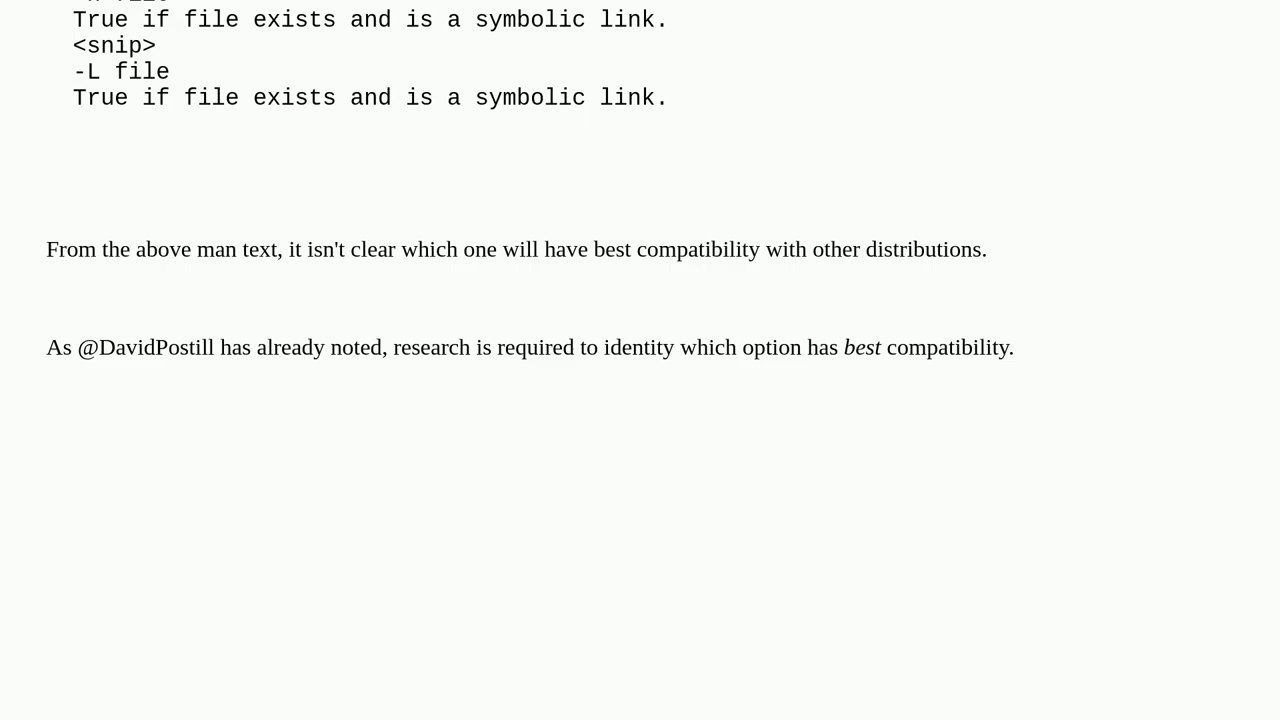 True if file exists and is a symbolic link.
<snip>
-L file
True if file exists and is a symbolic link.
From the above man text, it isn't clear which one will have best compatibility with other distributions.
As @DavidPostill has already noted, research is required to identity which option has best compatibility.